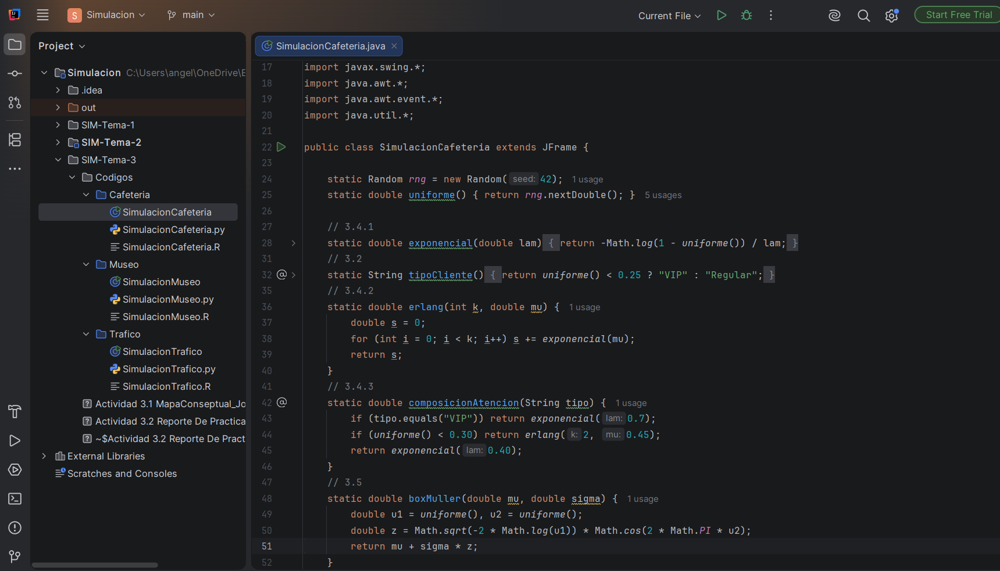 S Simulacion main Current File Start Free Trial
Project
Simulacion C:\Users\angel\OneDrive\E
.idea
out
SIM-Tema-1
SIM-Tema-2
SIM-Tema-3
Codigos
Cafeteria
SimulacionCafeteria
SimulacionCafeteria.py
SimulacionCafeteria.R
Museo
SimulacionMuseo
SimulacionMuseo.py
SimulacionMuseo.R
Trafico
SimulacionTrafico
SimulacionTrafico.py
SimulacionTrafico.R
Actividad 3.1 MapaConseptual_Jo
Actividad 3.2 Reporte De Practica
~$Actividad 3.2 Reporte De Pract
External Libraries
Scratches and Consoles
SimulacionCafeteria.java
17 import javax.swing.*;
18 import java.awt.*;
19 import java.awt.event.*;
20 import java.util.*;
21
22 public class SimulacionCafeteria extends JFrame {
23
24 static Random rng = new Random( seed: 42); 1 usage
25 static double uniforme() { return rng.nextDouble(); } 5 usages
26
27 // 3.4.1
28 static double exponencial(double lam) { return -Math.log(1 - uniforme()) / lam; }
31 // 3.2
32 static String tipoCliente() { return uniforme() < 0.25 ? "VIP" : "Regular"; }
35 // 3.4.2
36 static double erlang(int k, double mu) { 1 usage
37 double s = 0;
38 for (int i = 0; i < k; i++) s += exponencial(mu);
39 return s;
40 }
41 // 3.4.3
42 static double composicionAtencion(String tipo) { 1 usage
43 if (tipo.equals("VIP")) return exponencial( lam: 0.7);
44 if (uniforme() < 0.30) return erlang( k: 2, mu: 0.45);
45 return exponencial( lam: 0.40);
46 }
47 // 3.5
48 static double boxMuller(double mu, double sigma) { 1 usage
49 double u1 = uniforme(), u2 = uniforme();
50 double z = Math.sqrt(-2 * Math.log(u1)) * Math.cos(2 * Math.PI * u2);
51 return mu + sigma * z;
52 }